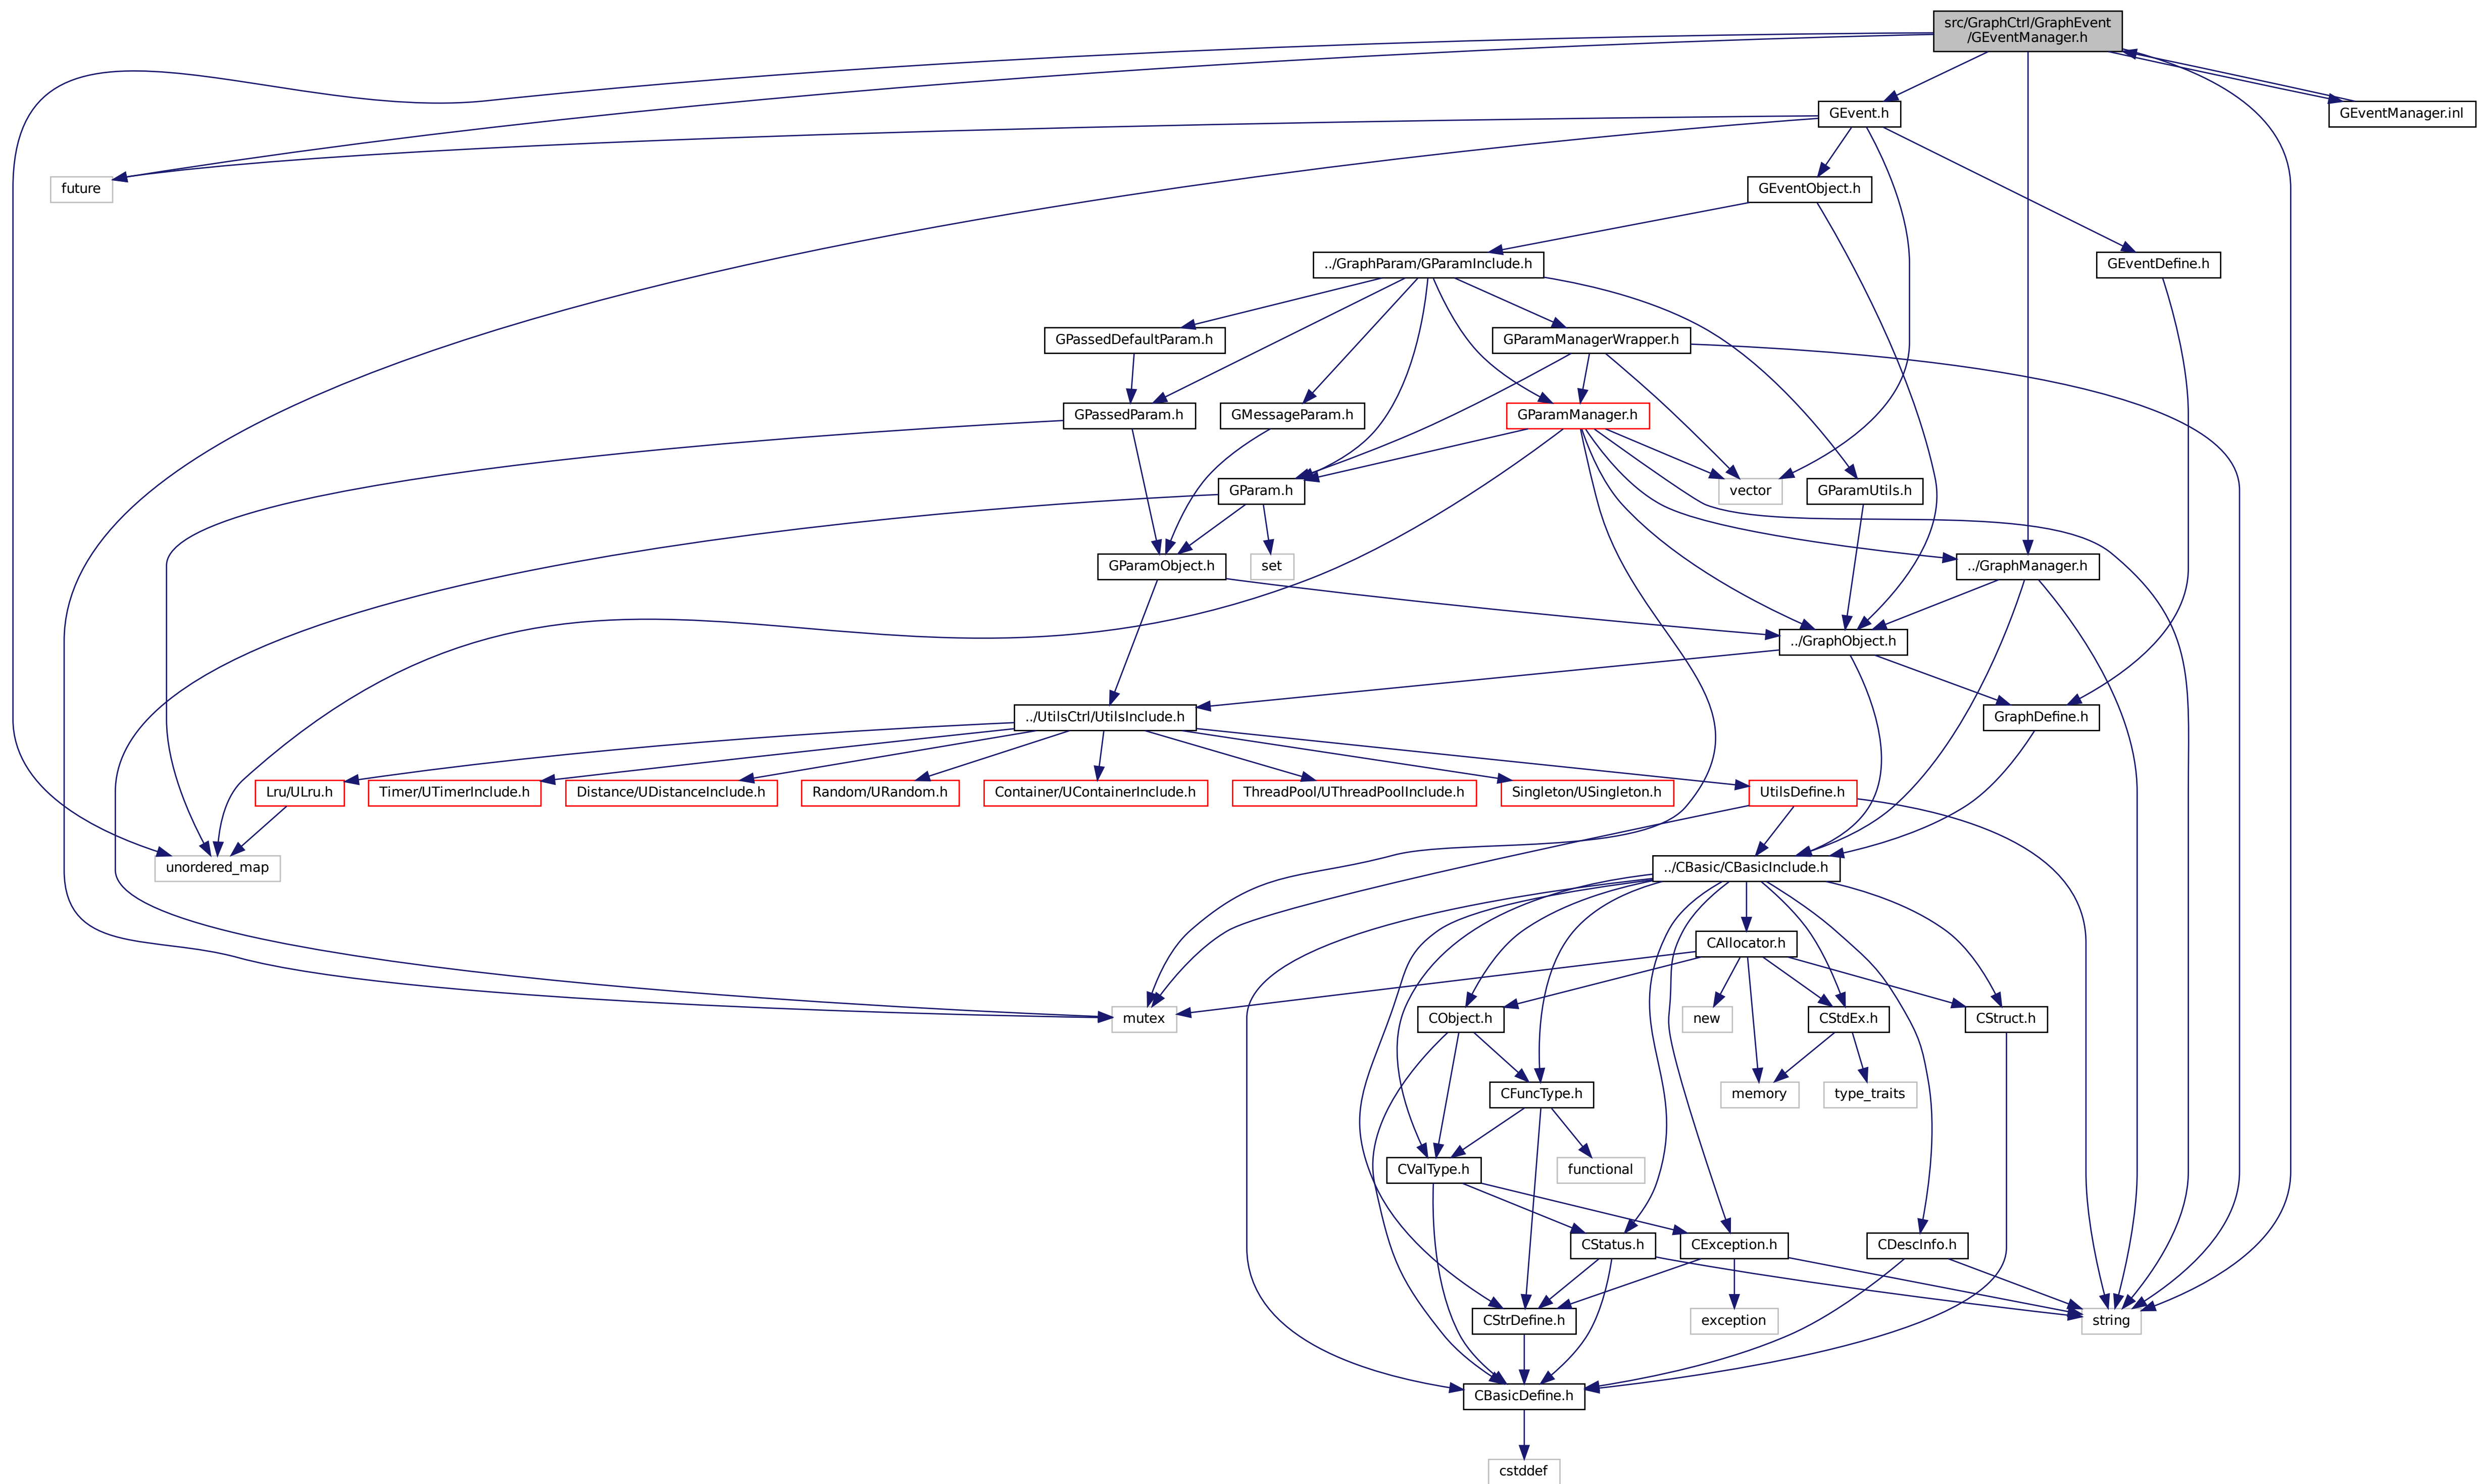 src/GraphCtrl/GraphEvent
/GEventManager.h
GEvent.h
GEventManager.inl
future
GEventObject.h
../GraphParam/GParamInclude.h
GEventDefine.h
GPassedDefaultParam.h
GParamManagerWrapper.h
GPassedParam.h
GMessageParam.h
GParamManager.h
GParam.h
vector
GParamUtils.h
GParamObject.h
set
../GraphManager.h
../GraphObject.h
../UtilsCtrl/UtilsInclude.h
GraphDefine.h
Lru/ULru.h
Timer/UTimerInclude.h
Distance/UDistanceInclude.h
Random/URandom.h
Container/UContainerInclude.h
ThreadPool/UThreadPoolInclude.h
Singleton/USingleton.h
UtilsDefine.h
unordered_map
../CBasic/CBasicInclude.h
CAllocator.h
mutex
CObject.h
new
CStdEx.h
CStruct.h
CFuncType.h
memory
type_traits
CValType.h
functional
CStatus.h
CException.h
CDescInfo.h
CStrDefine.h
exception
string
CBasicDefine.h
cstddef